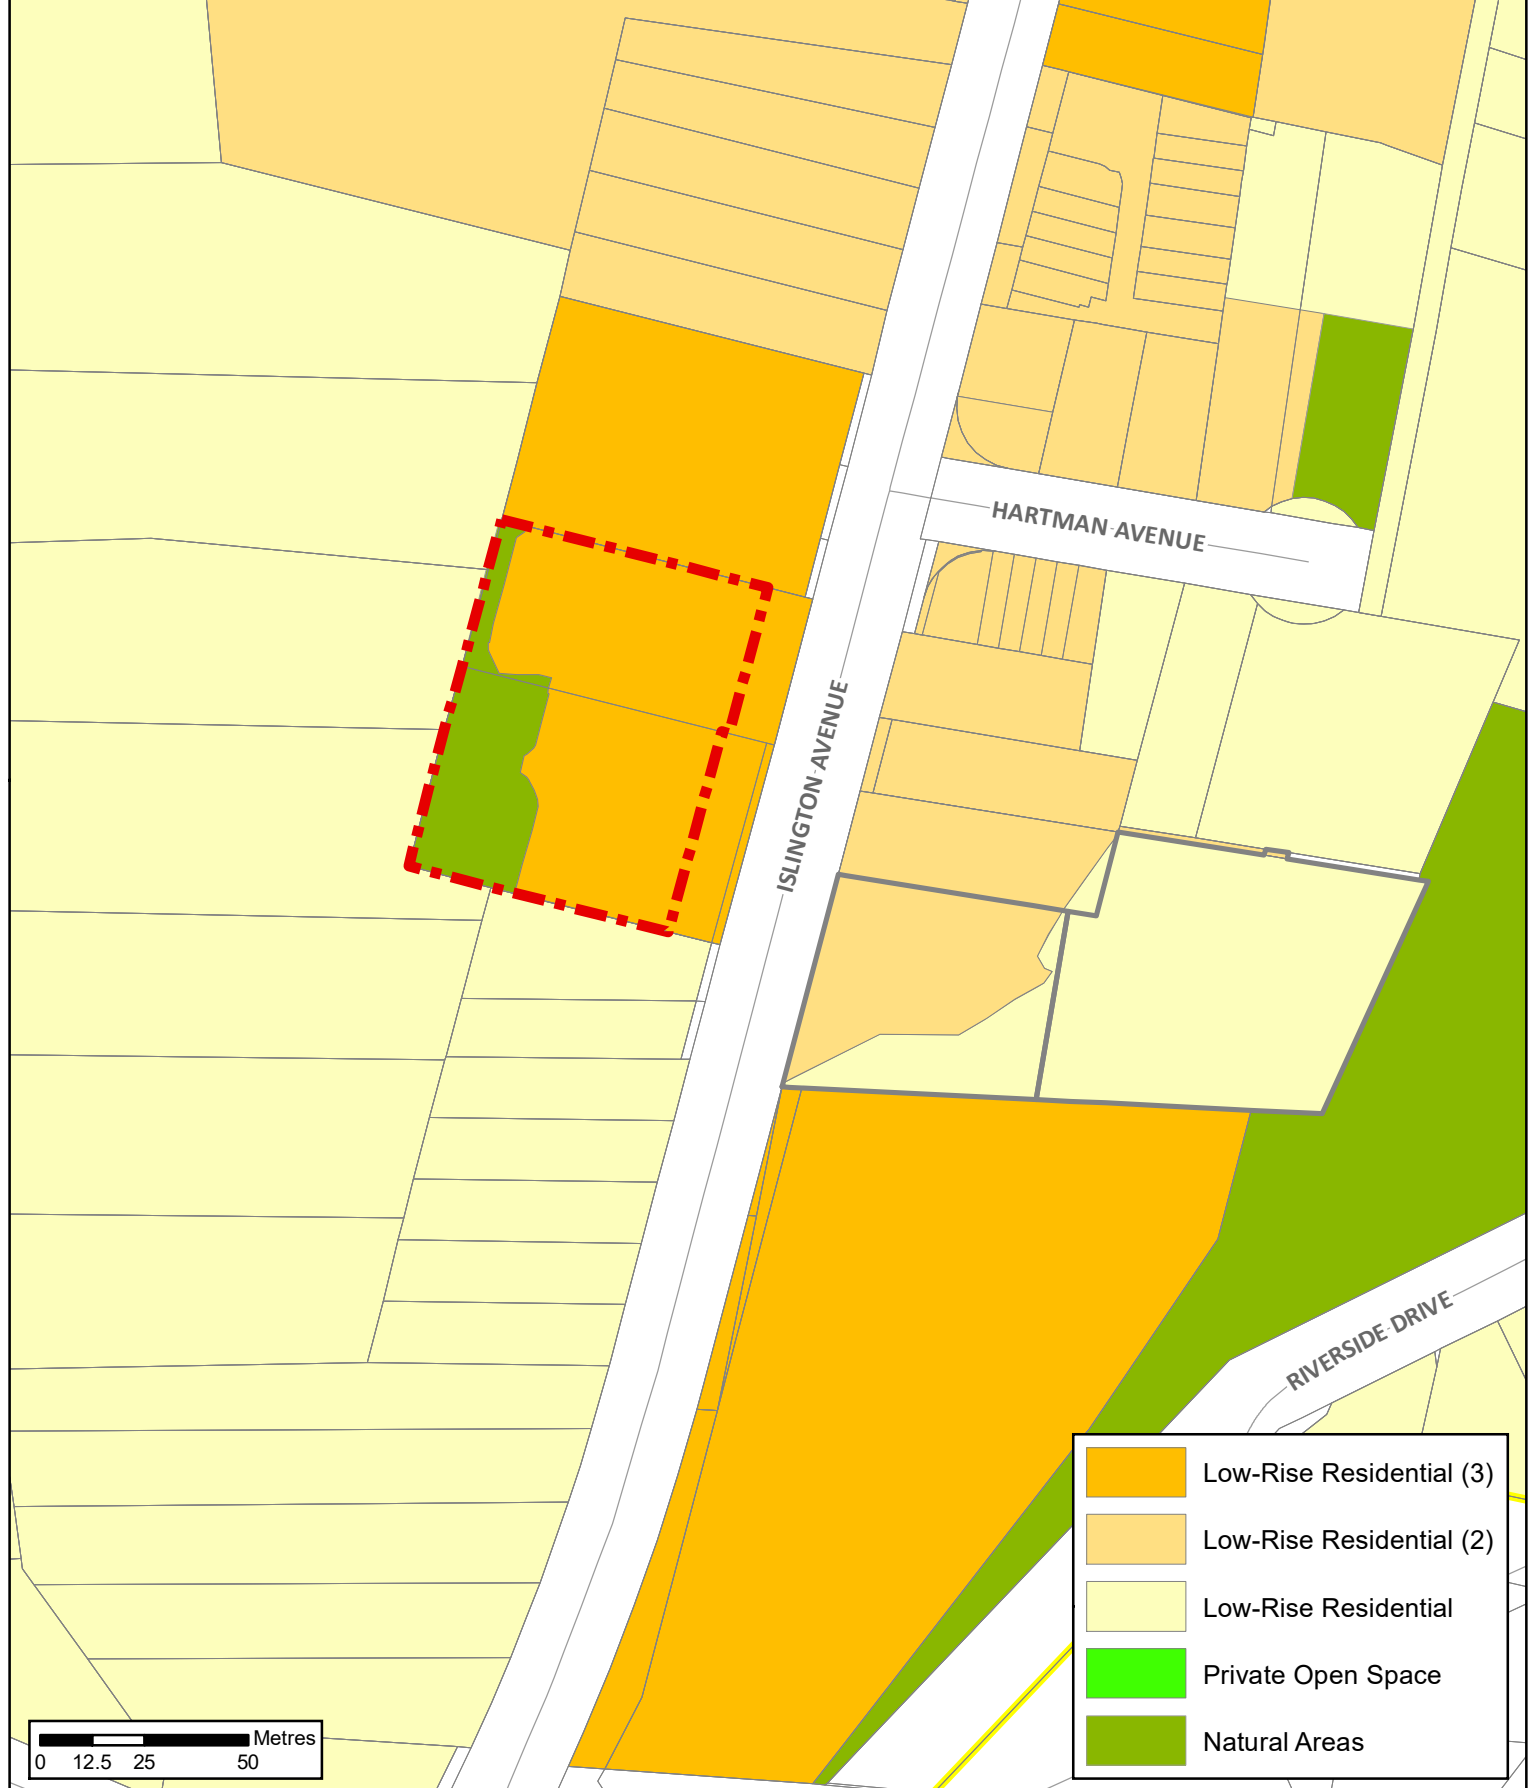 HARTMAN AVENUE
ISLINGTON AVENUE
RIVERSIDE DRIVE
Low-Rise Residential (3)
Low-Rise Residential (2)
Low-Rise Residential
Private Open Space
Natural Areas
Metres
0 12.5 25 50